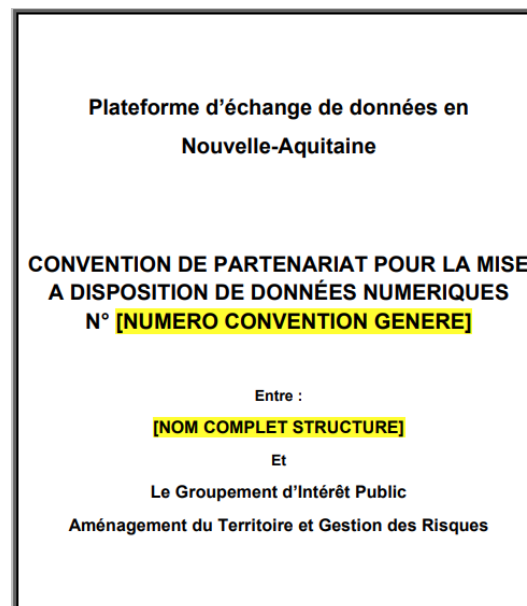 Plateforme d’échange de données en
Nouvelle-Aquitaine
CONVENTION DE PARTENARIAT POUR LA MISE
A DISPOSITION DE DONNÉES NUMERIQUES
N° [NUMERO CONVENTION GENERE]
Entre :
[NOM COMPLET STRUCTURE]
Et
Le Groupement d’Intérêt Public
Aménagement du Territoire et Gestion des Risques